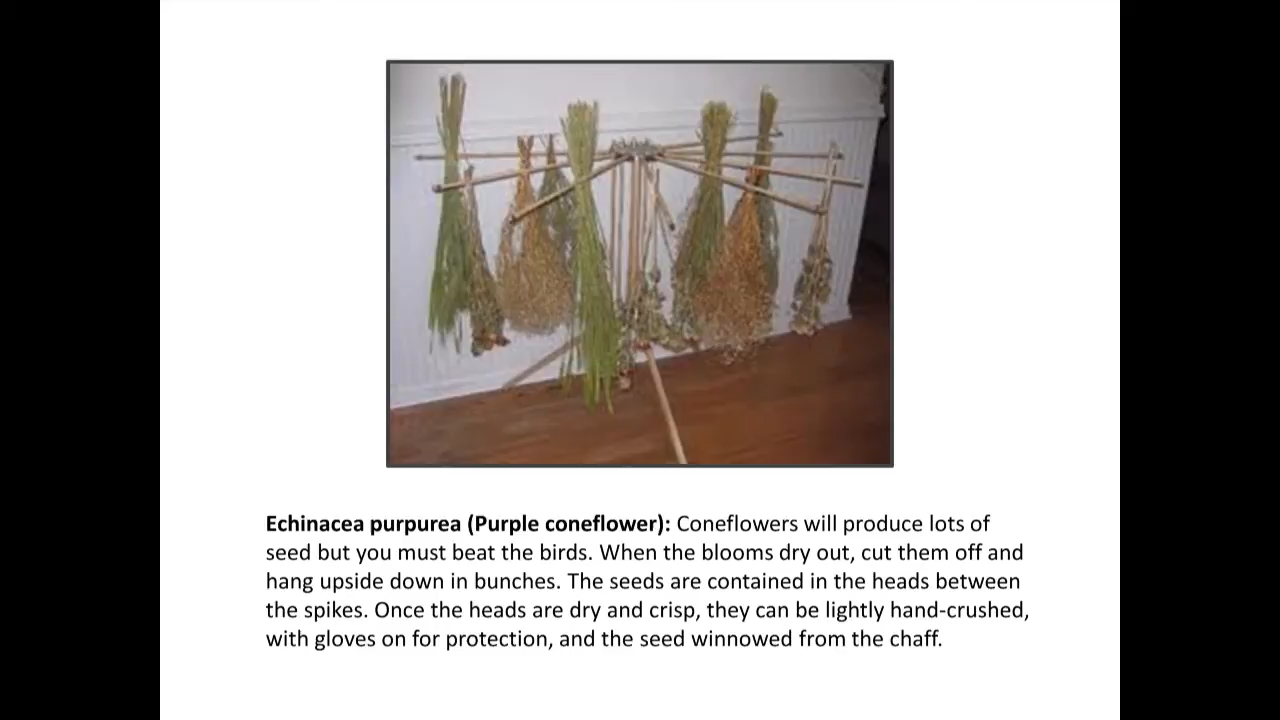 Echinacea purpurea (Purple coneflower): Coneflowers will produce lots of
seed but you must beat the birds. When the blooms dry out, cut them off and
hang upside down in bunches. The seeds are contained in the heads between
the spikes. Once the heads are dry and crisp, they can be lightly hand-crushed,
with gloves on for protection, and the seed winnowed from the chaff.